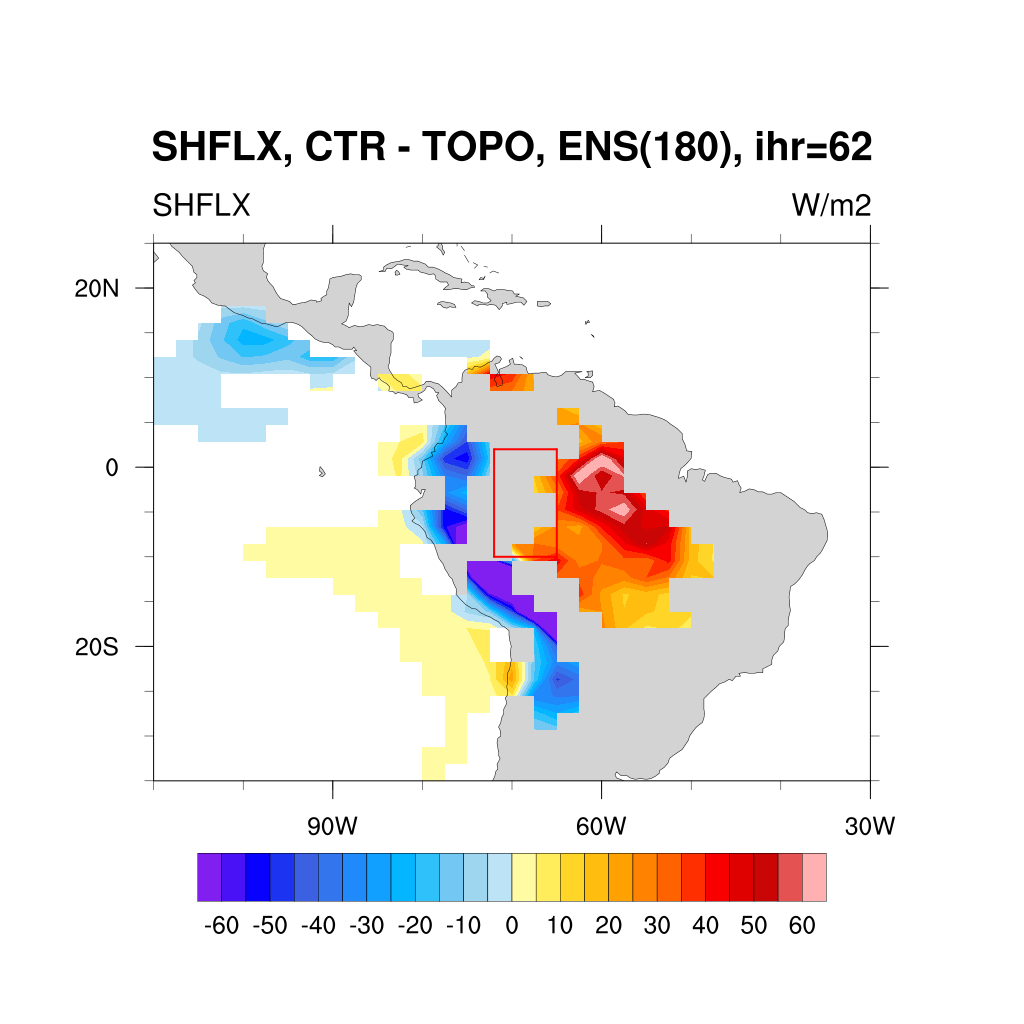 SHFLX, CTR - TOPO, ENS(180), ihr=62
SHFLX W/m2
20N
0
20S
90W 60W 30W
-60 -50 -40 -30 -20 -10 0 10 20 30 40 50 60